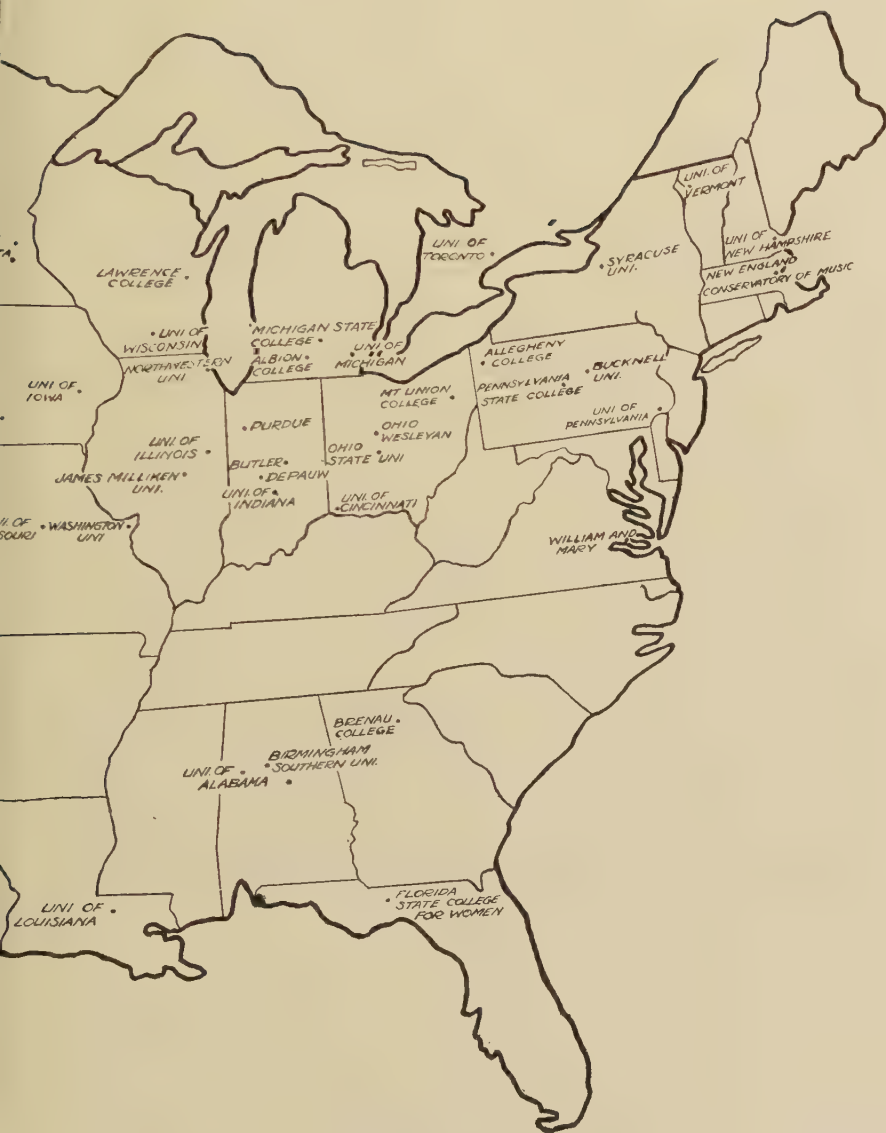 UNI. OF
VERMONT
UNI OF
NEW HAMPSHIRE
NEW ENGLAND
CONSERVATORY OF MUSIC
UNI. OF
TORONTO
SYRACUSE
UNI.
TA.
LAWRENCE
COLLEGE
UNI. OF
WISCONSIN
NORTHWESTERN
UNI
MICHIGAN STATE
COLLEGE
ALBION
COLLEGE
UNI. OF
MICHIGAN
ALLEGHENY
COLLEGE
BUCKNELL
UNI.
PENNSYLVANIA
STATE COLLEGE
UNI OF
PENNSYLVANIA
MT UNION
COLLEGE
UNI OF
IOWA
PURDUE
OHIO
WESLEYAN
OHIO
STATE UNI
UNI. OF
ILLINOIS
BUTLER
DEPAUW
JAMES MILLIKEN
UNI.
UNI. OF
INDIANA
UNI. OF
CINCINNATI
I. OF
SOURI
WASHINGTON
UNI
WILLIAM AND
MARY
BRENAU
COLLEGE
BIRMINGHAM
SOUTHERN UNI.
UNI. OF
ALABAMA
FLORIDA
STATE COLLEGE
FOR WOMEN
UNI OF
LOUISIANA